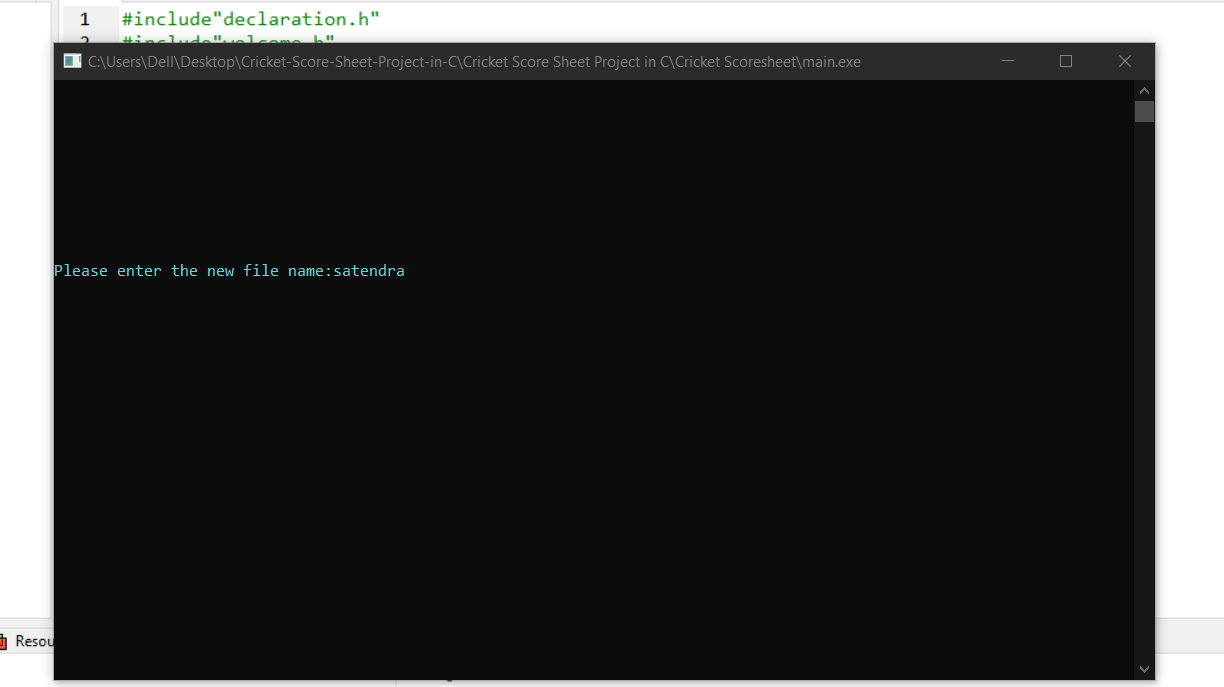 1 #include"declaration.h"
2 #include"welcome.h"
C:\Users\Dell\Desktop\Cricket-Score-Sheet-Project-in-C\Cricket Score Sheet Project in C\Cricket Scoresheet\main.exe
Please enter the new file name:satendra
Resou